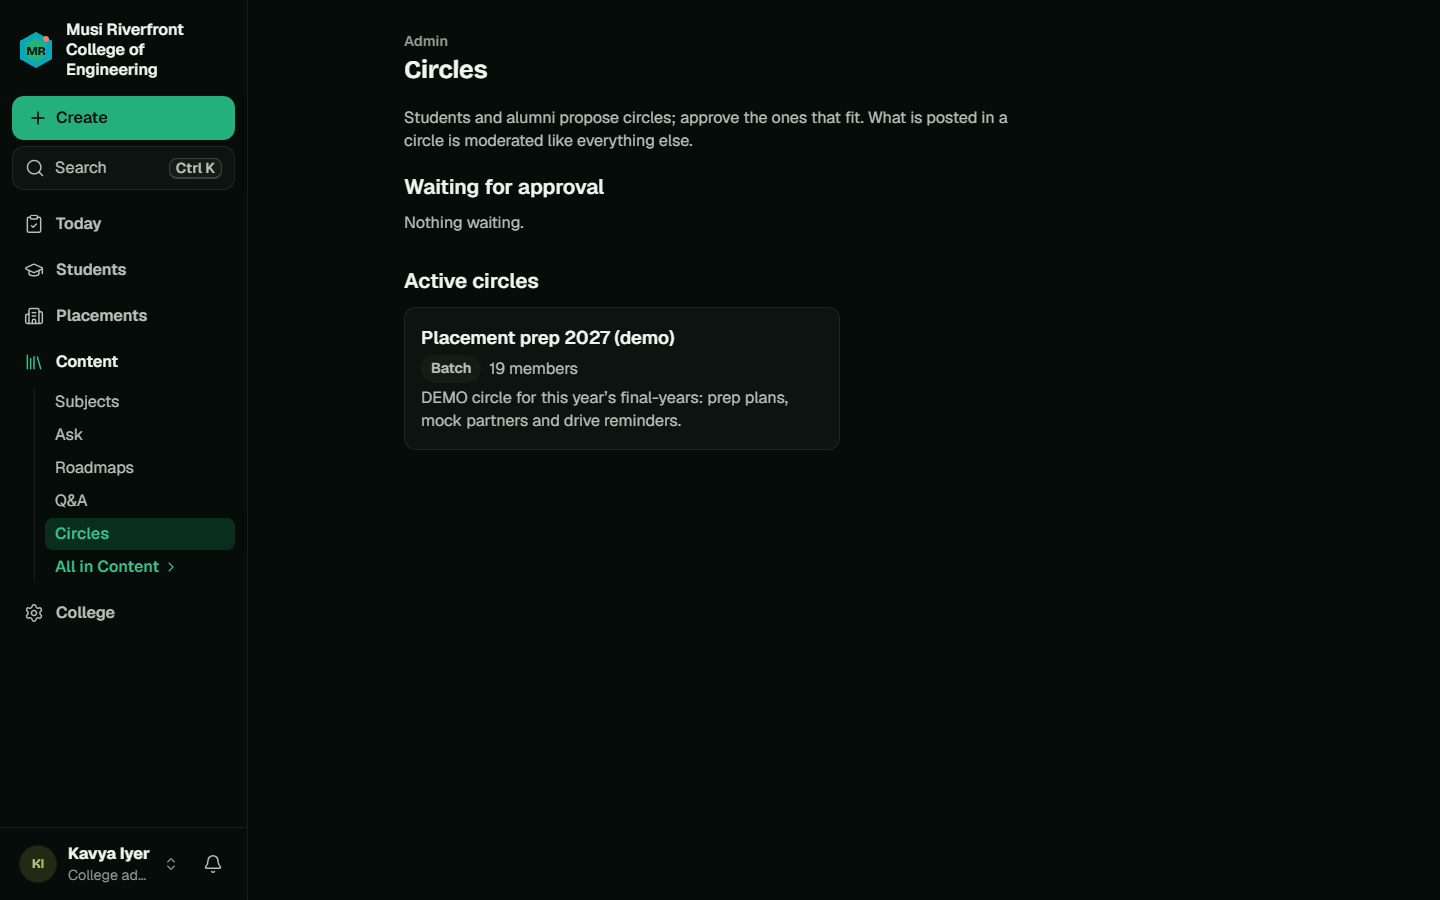 MR
Musi Riverfront
College of
Engineering
Create
Search
Ctrl K
Today
Students
Placements
Content
Subjects
Ask
Roadmaps
Q&A
Circles
All in Content
College
KI
Kavya Iyer
College ad…
Admin
Circles
Students and alumni propose circles; approve the ones that fit. What is posted in a
circle is moderated like everything else.
Waiting for approval
Nothing waiting.
Active circles
Placement prep 2027 (demo)
Batch 19 members
DEMO circle for this year’s final-years: prep plans,
mock partners and drive reminders.